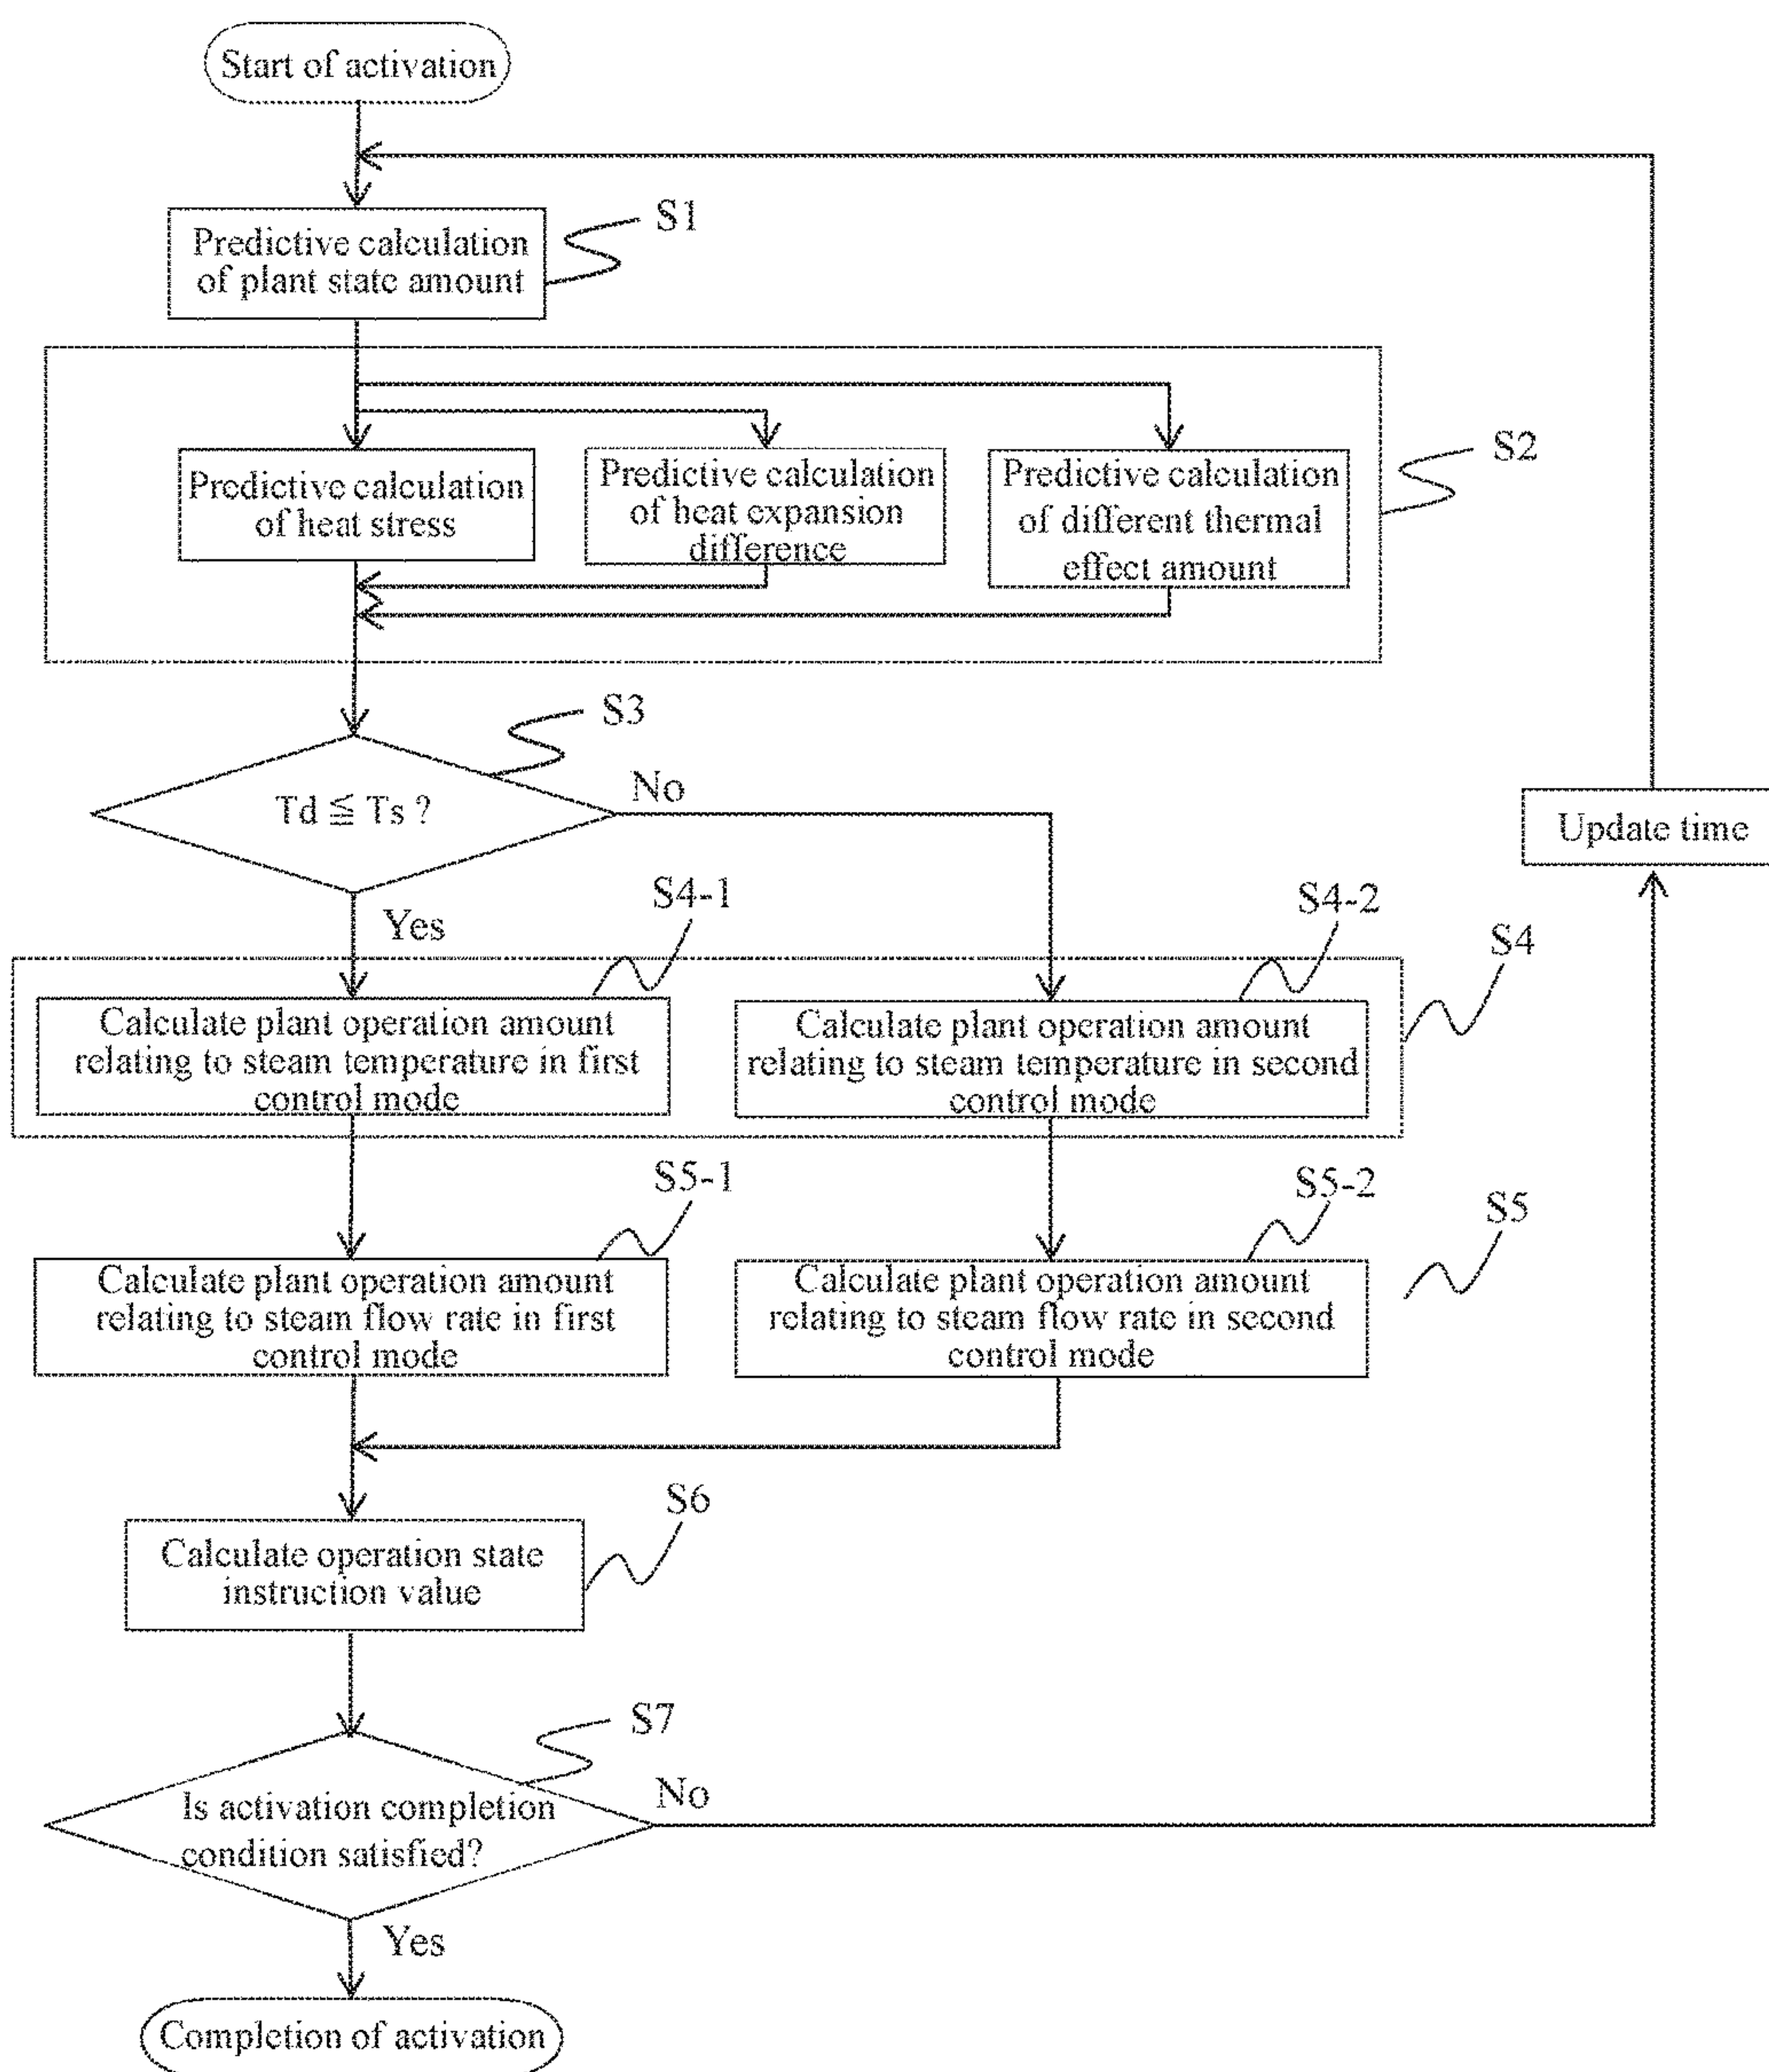 Start of activation
S1
Predictive calculation
of plant state amount
S2
Predictive calculation
of heat stress
Predictive calculation
of heat expansion
difference
Predictive calculation
of different thermal
effect amount
S3
Td ≦ Ts ?
No
Yes
Update time
S4-1
S4-2
S4
Calculate plant operation amount
relating to steam temperature in first
control mode
Calculate plant operation amount
relating to steam temperature in second
control mode
S5-1
S5-2
S5
Calculate plant operation amount
relating to steam flow rate in first
control mode
Calculate plant operation amount
relating to steam flow rate in second
control mode
S6
Calculate operation state
instruction value
S7
Is activation completion
condition satisfied?
No
Yes
Completion of activation